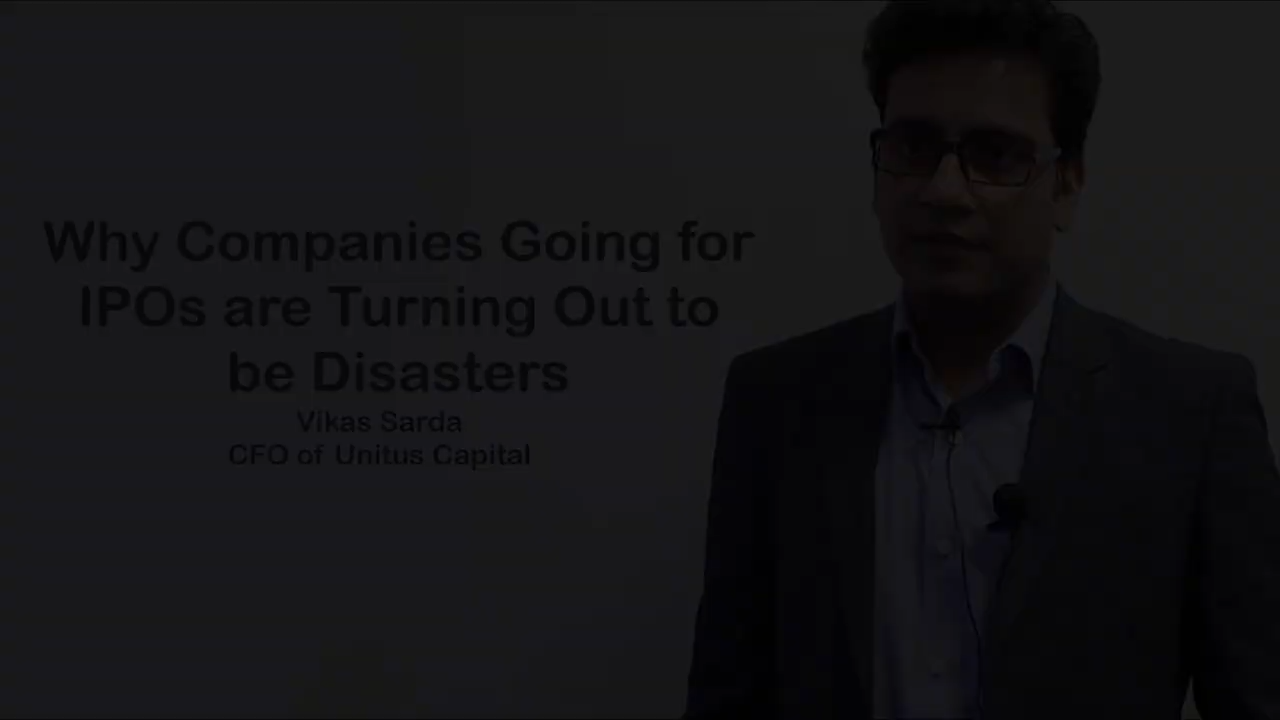 Why Companies Going for
IPOs are Turning Out to
be Disasters
Vikas Sarda
CFO of Unitus Capital